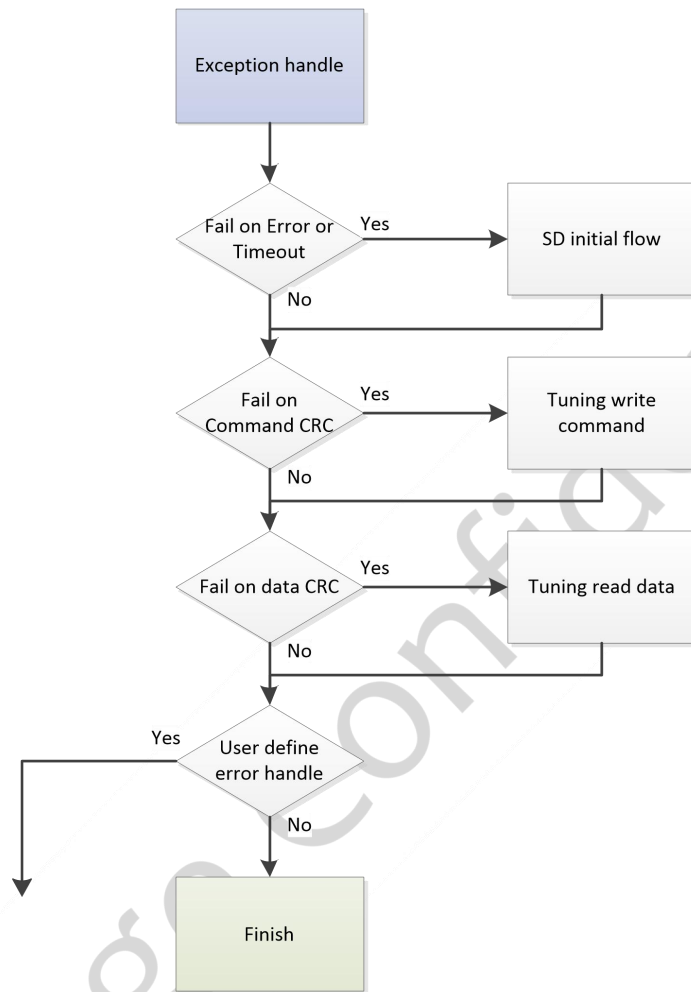 Exception handle
Fail on Error or
Timeout
Yes
SD initial flow
No
Fail on
Command CRC
Yes
Tuning write
command
No
Fail on data CRC
Yes
Tuning read data
No
Yes
User define
error handle
No
Finish